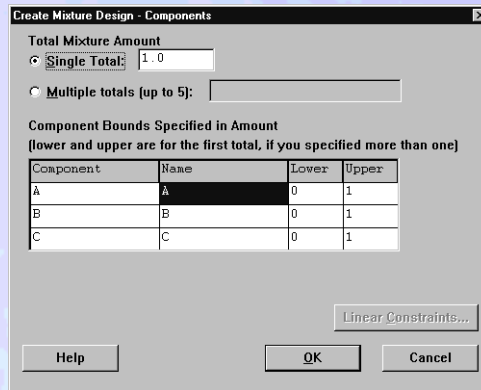 Create Mixture Design - Components
Total Mixture Amount
Single Total: 1.0
Multiple totals (up to 5):
Component Bounds Specified in Amount
(lower and upper are for the first total, if you specified more than one)
Component Name Lower Upper
A A 0 1
B B 0 1
C C 0 1
Linear Constraints...
Help OK Cancel